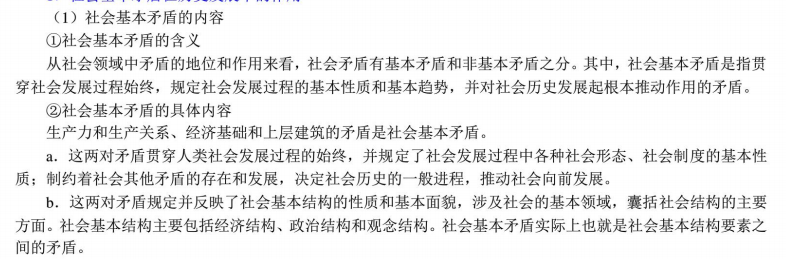 （1）社会基本矛盾的内容
①社会基本矛盾的含义
从社会领域中矛盾的地位和作用来看，社会矛盾有基本矛盾和非基本矛盾之分。其中，社会基本矛盾是指贯
穿社会发展过程始终，规定社会发展过程的基本性质和基本趋势，并对社会历史发展起根本推动作用的矛盾。
②社会基本矛盾的具体内容
生产力和生产关系、经济基础和上层建筑的矛盾是社会基本矛盾。
a．这两对矛盾贯穿人类社会发展过程的始终，并规定了社会发展过程中各种社会形态、社会制度的基本性
质；制约着社会其他矛盾的存在和发展，决定社会历史的一般进程，推动社会向前发展。
b．这两对矛盾规定并反映了社会基本结构的性质和基本面貌，涉及社会的基本领域，囊括社会结构的主要
方面。社会基本结构主要包括经济结构、政治结构和观念结构。社会基本矛盾实际上也就是社会基本结构要素之
间的矛盾。